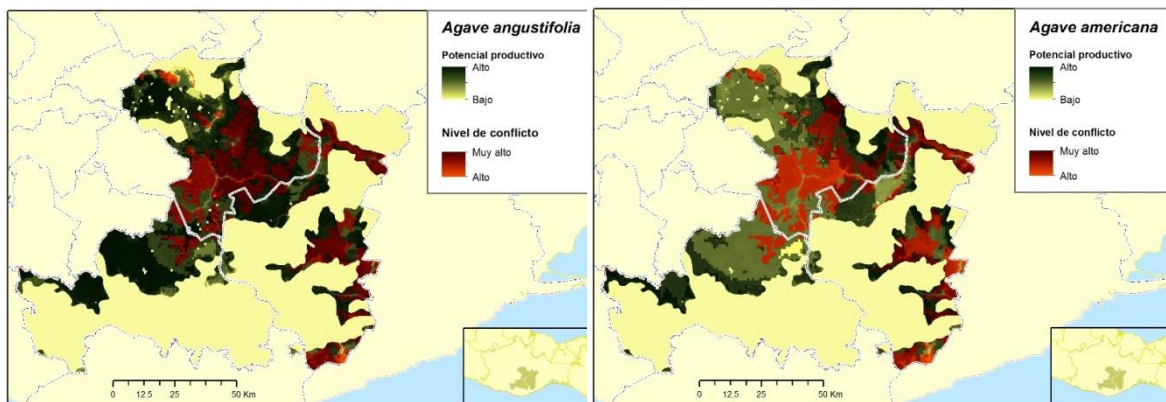 Agave angustifolia
Potencial productivo
Alto
Bajo
Nivel de conflicto
Muy alto
Alto
0 12.5 25 50 Km
Agave americana
Potencial productivo
Alto
Bajo
Nivel de conflicto
Muy alto
Alto
0 12.5 25 50 Km